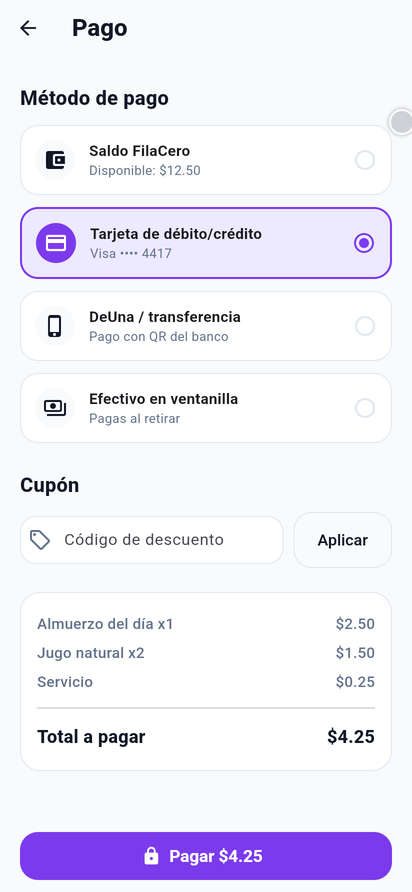 Pago
Método de pago
Saldo FilaCero
Disponible: $12.50
Tarjeta de débito/crédito
Visa •••• 4417
DeUna / transferencia
Pago con QR del banco
Efectivo en ventanilla
Pagas al retirar
Cupón
Código de descuento
Aplicar
Almuerzo del día x1 $2.50
Jugo natural x2 $1.50
Servicio $0.25
Total a pagar $4.25
Pagar $4.25